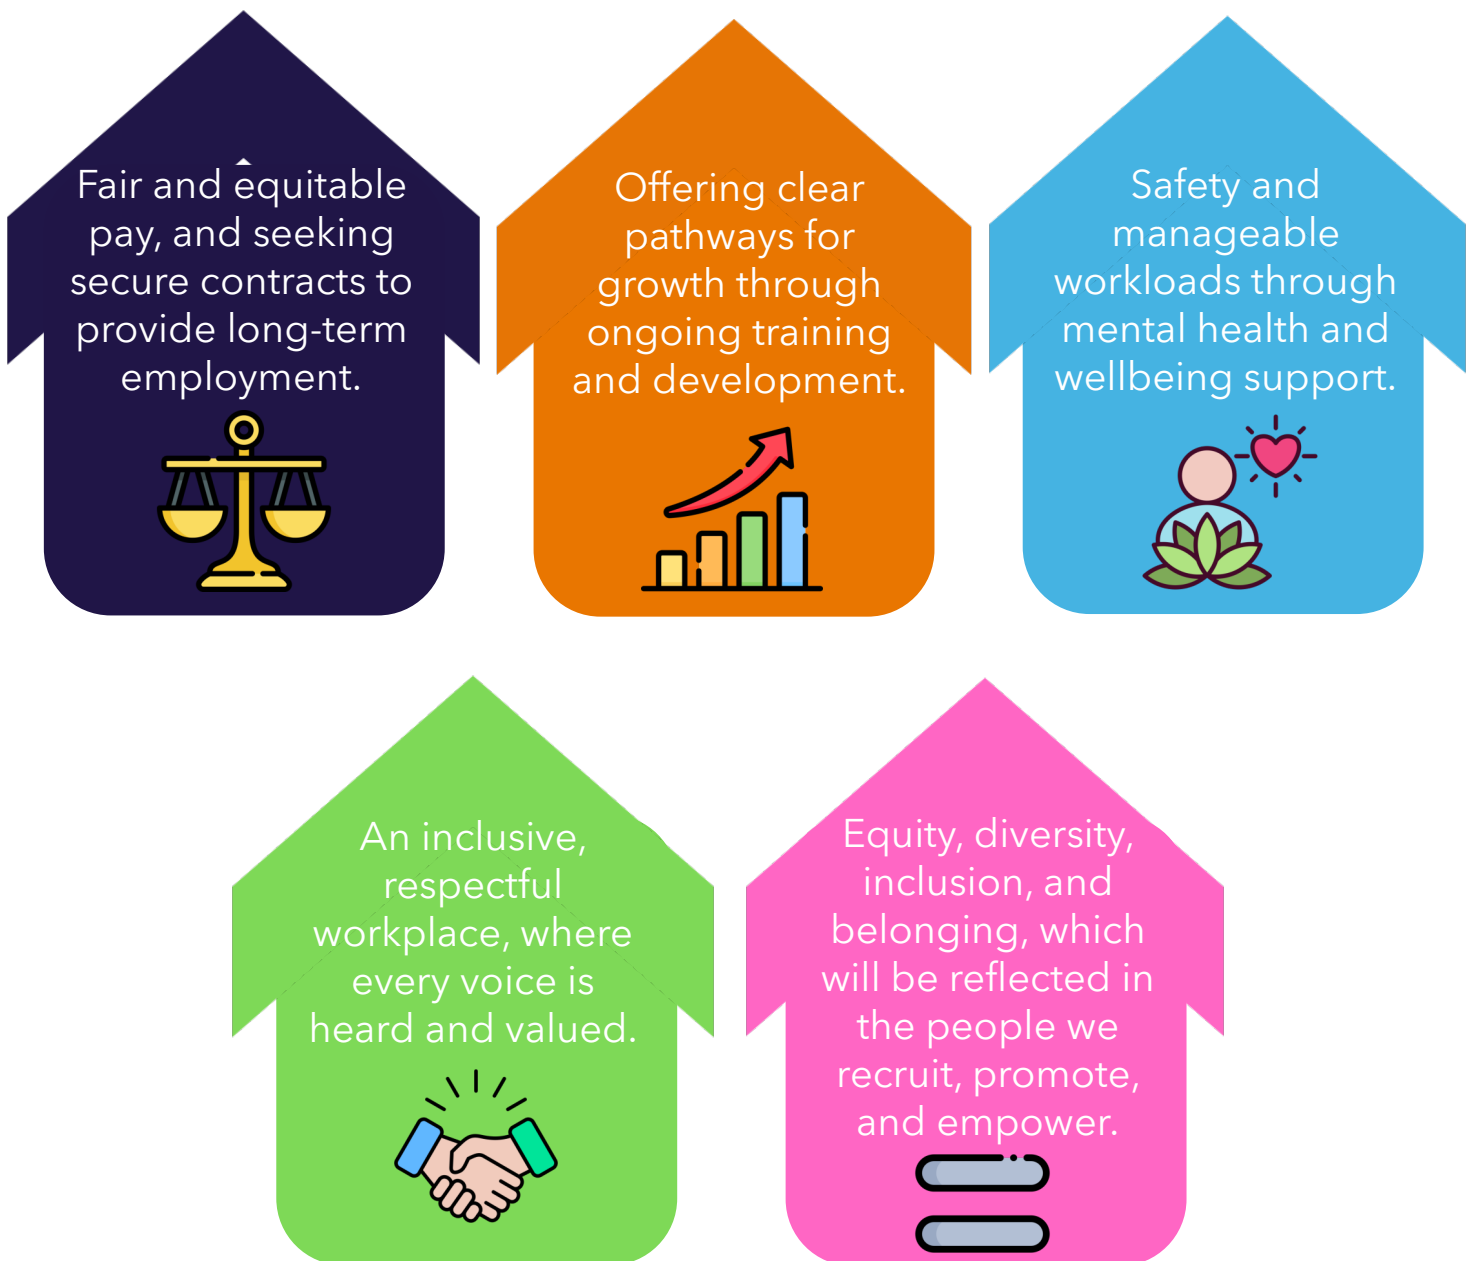 Fair and equitable
pay, and seeking
secure contracts to
provide long-term
employment.
Offering clear
pathways for
growth through
ongoing training
and development.
Safety and
manageable
workloads through
mental health and
wellbeing support.
An inclusive,
respectful
workplace, where
every voice is
heard and valued.
Equity, diversity,
inclusion, and
belonging, which
will be reflected in
the people we
recruit, promote,
and empower.